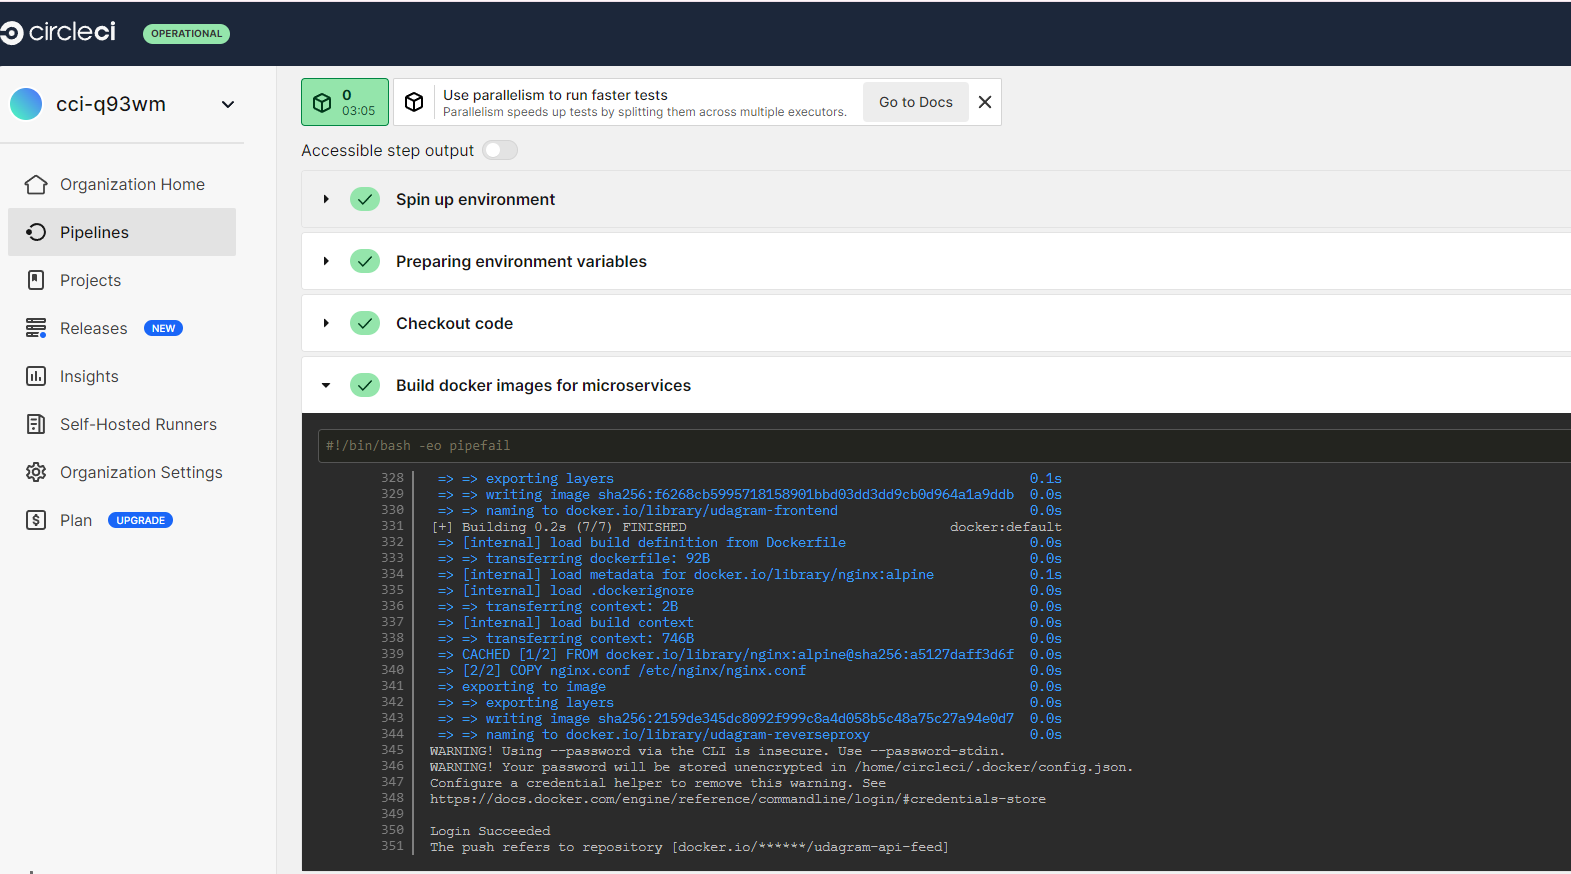 circleci
OPERATIONAL
cci-q93wm
Organization Home
Pipelines
Projects
Releases NEW
Insights
Self-Hosted Runners
Organization Settings
Plan UPGRADE
0
03:05
Use parallelism to run faster tests
Parallelism speeds up tests by splitting them across multiple executors.
Go to Docs
Accessible step output
Spin up environment
Preparing environment variables
Checkout code
Build docker images for microservices
#!/bin/bash -eo pipefail
328 => => exporting layers 0.1s
329 => => writing image sha256:f6268cb5995718158901bbd03dd3dd9cb0d964a1a9ddb 0.0s
330 => => naming to docker.io/library/udagram-frontend 0.0s
331 [+] Building 0.2s (7/7) FINISHED docker:default
332 => [internal] load build definition from Dockerfile 0.0s
333 => => transferring dockerfile: 92B 0.0s
334 => [internal] load metadata for docker.io/library/nginx:alpine 0.1s
335 => [internal] load .dockerignore 0.0s
336 => => transferring context: 2B 0.0s
337 => [internal] load build context 0.0s
338 => => transferring context: 746B 0.0s
339 => CACHED [1/2] FROM docker.io/library/nginx:alpine@sha256:a5127daff3d6f 0.0s
340 => [2/2] COPY nginx.conf /etc/nginx/nginx.conf 0.0s
341 => exporting to image 0.0s
342 => => exporting layers 0.0s
343 => => writing image sha256:2159de345dc8092f999c8a4d058b5c48a75c27a94e0d7 0.0s
344 => => naming to docker.io/library/udagram-reverseproxy 0.0s
345 WARNING! Using --password via the CLI is insecure. Use --password-stdin.
346 WARNING! Your password will be stored unencrypted in /home/circleci/.docker/config.json.
347 Configure a credential helper to remove this warning. See
348 https://docs.docker.com/engine/reference/commandline/login/#credentials-store
349
350 Login Succeeded
351 The push refers to repository [docker.io/******/udagram-api-feed]